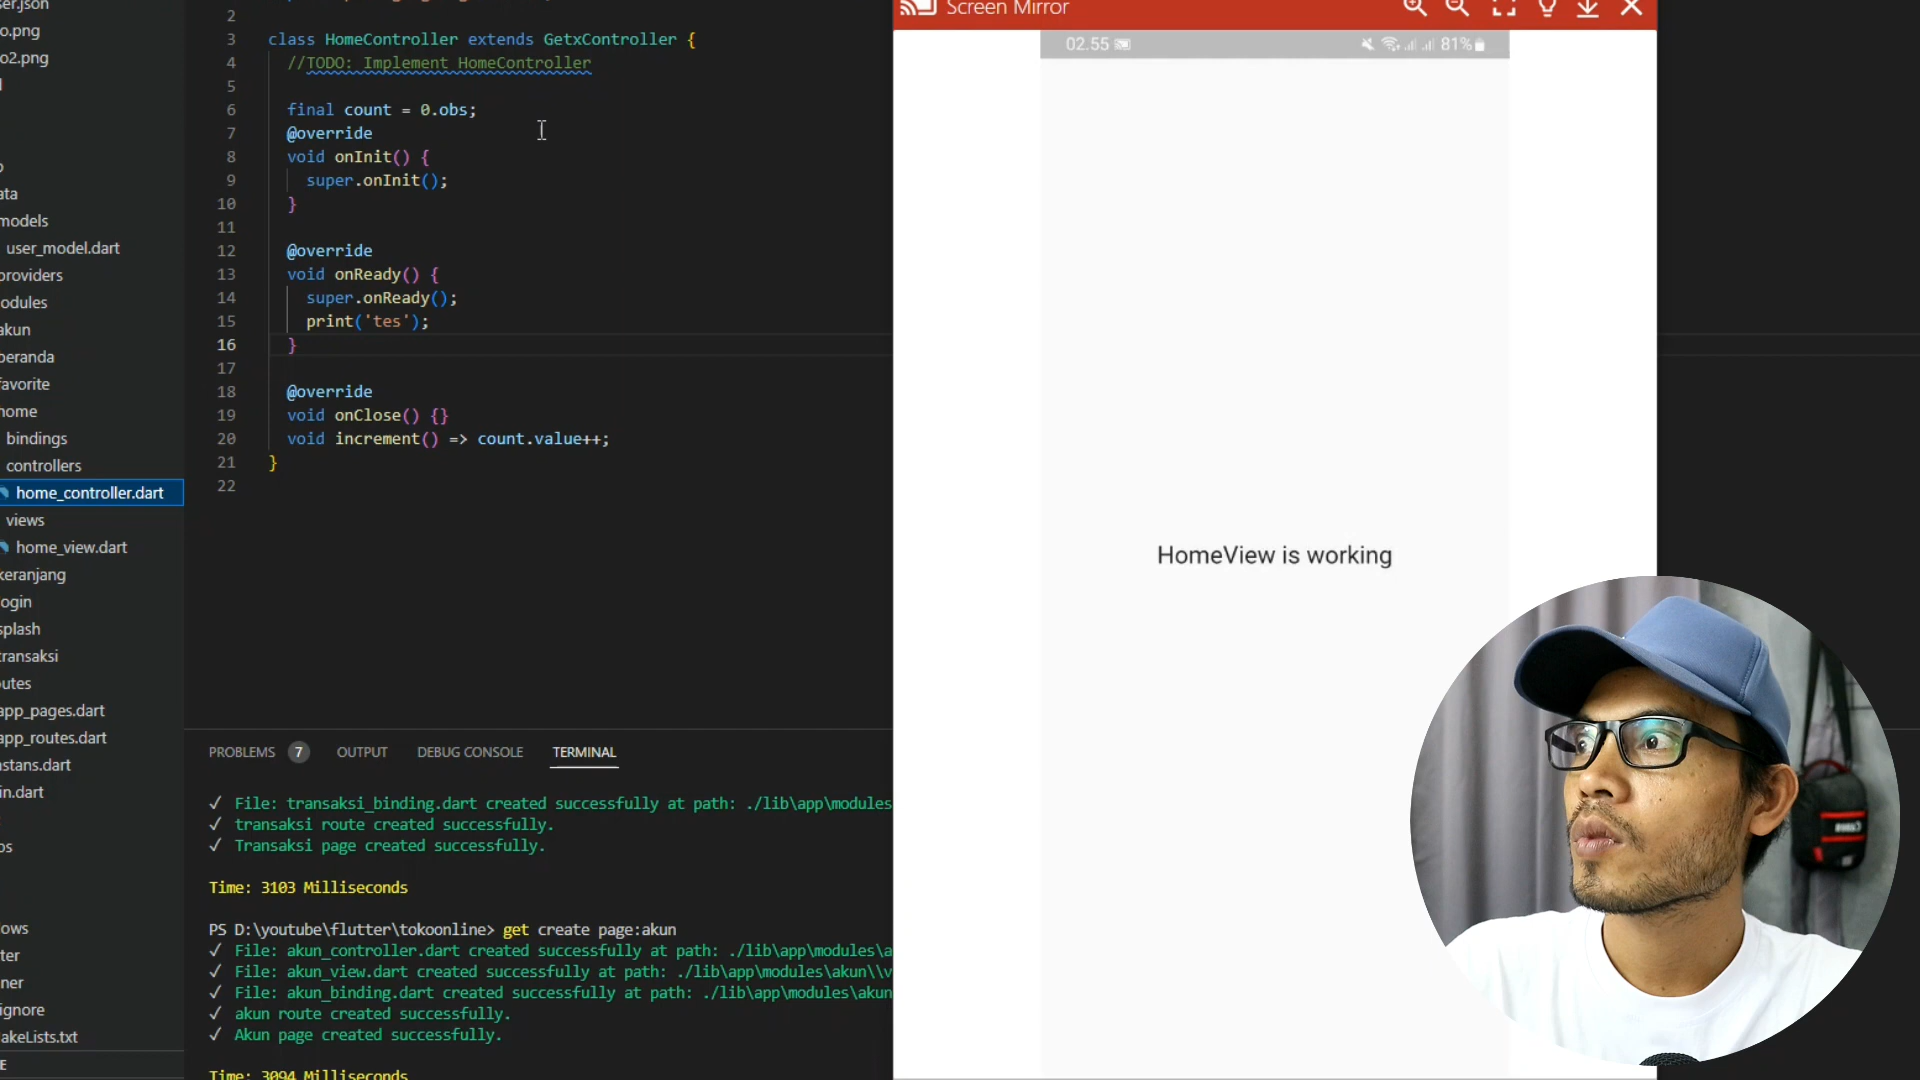 ser.json
o.png
o2.png
ata
models
user_model.dart
providers
odules
akun
beranda
favorite
home
bindings
controllers
home_controller.dart
views
home_view.dart
keranjang
ogin
splash
transaksi
outes
app_pages.dart
app_routes.dart
nstans.dart
in.dart
os
ows
ter
ner
ignore
akeLists.txt
E
2
3 class HomeController extends GetxController {
4 //TODO: Implement HomeController
5
6 final count = 0.obs;
7 @override
8 void onInit() {
9 super.onInit();
10 }
11
12 @override
13 void onReady() {
14 super.onReady();
15 print('tes');
16 }
17
18 @override
19 void onClose() {}
20 void increment() => count.value++;
21 }
22
PROBLEMS 7 OUTPUT DEBUG CONSOLE TERMINAL
✓ File: transaksi_binding.dart created successfully at path: ./lib\app\modules
✓ transaksi route created successfully.
✓ Transaksi page created successfully.
Time: 3103 Milliseconds
PS D:\youtube\flutter\tokoonline> get create page:akun
✓ File: akun_controller.dart created successfully at path: ./lib\app\modules\a
✓ File: akun_view.dart created successfully at path: ./lib\app\modules\akun\\v
✓ File: akun_binding.dart created successfully at path: ./lib\app\modules\akun
✓ akun route created successfully.
✓ Akun page created successfully.
Time: 3094 Milliseconds
Screen Mirror
02.55 81%
HomeView is working